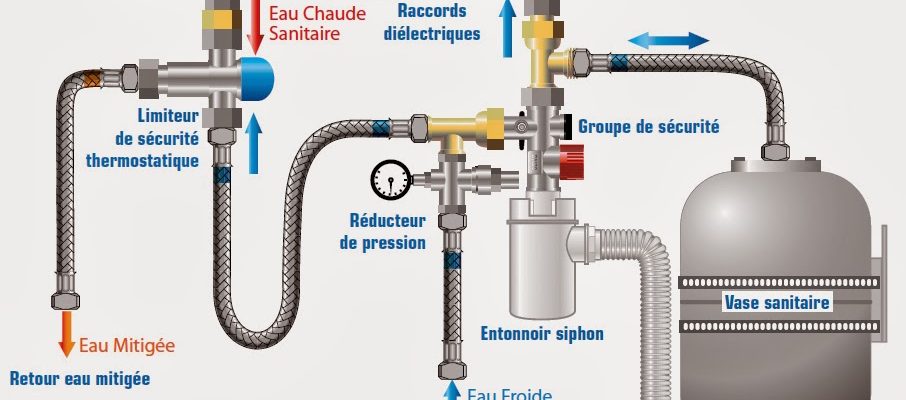 Eau Chaude
Sanitaire
Raccords
diélectriques
Limiteur
de sécurité
thermostatique
Groupe de sécurité
Réducteur
de pression
Vase sanitaire
Entonnoir siphon
Eau Mitigée
Retour eau mitigée
Eau Froide